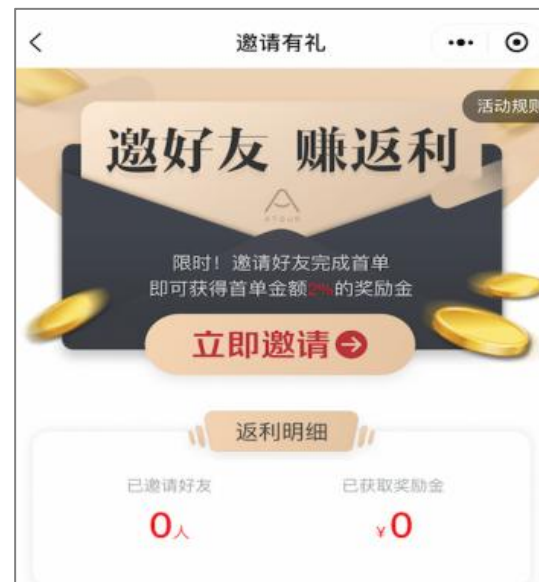 邀请有礼
活动规则
邀好友 赚返利
ATOUR
限时！邀请好友完成首单
即可获得首单金额2%的奖励金
立即邀请
返利明细
已邀请好友
已获取奖励金
0人
¥0